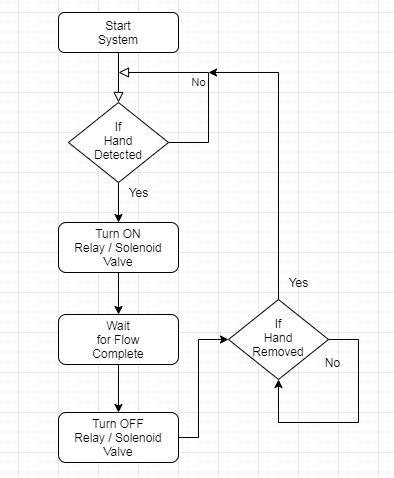 Start
System
No
If
Hand
Detected
Yes
Turn ON
Relay / Solenoid
Valve
Wait
for Flow
Complete
Turn OFF
Relay / Solenoid
Valve
Yes
If
Hand
Removed
No